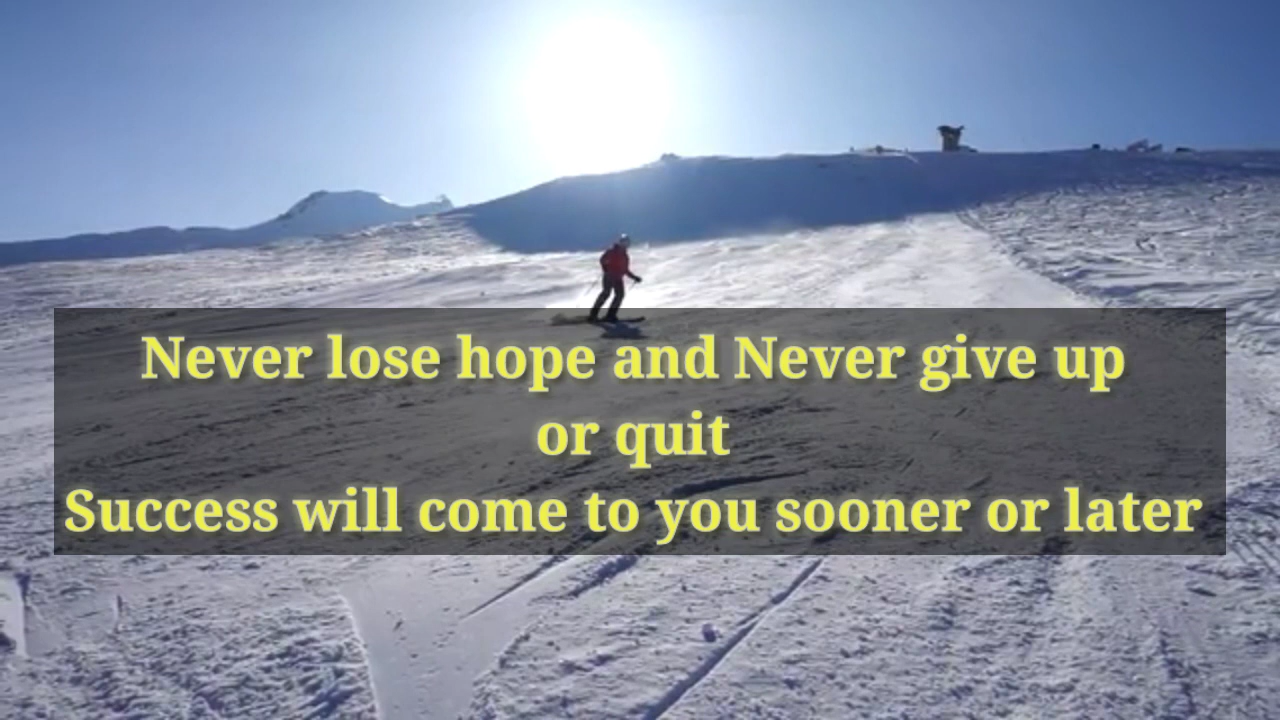 Never lose hope and Never give up
or quit
Success will come to you sooner or later